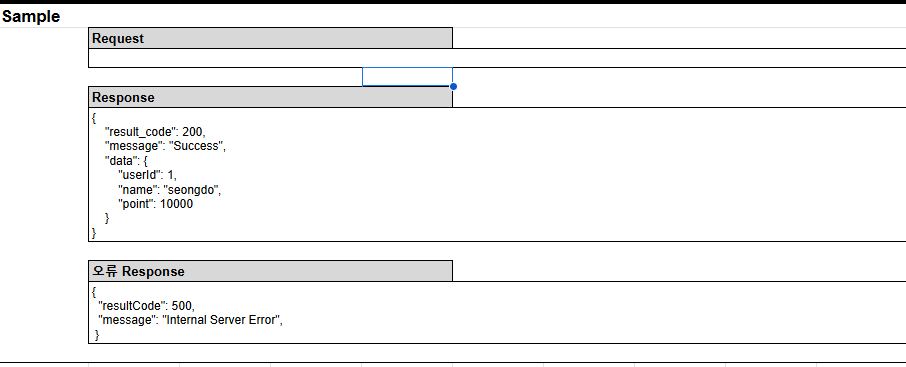 Sample
Request
Response
{
"result_code": 200,
"message": "Success",
"data": {
"userId": 1,
"name": "seongdo",
"point": 10000
}
}
오류 Response
{
"resultCode": 500,
"message": "Internal Server Error",
}